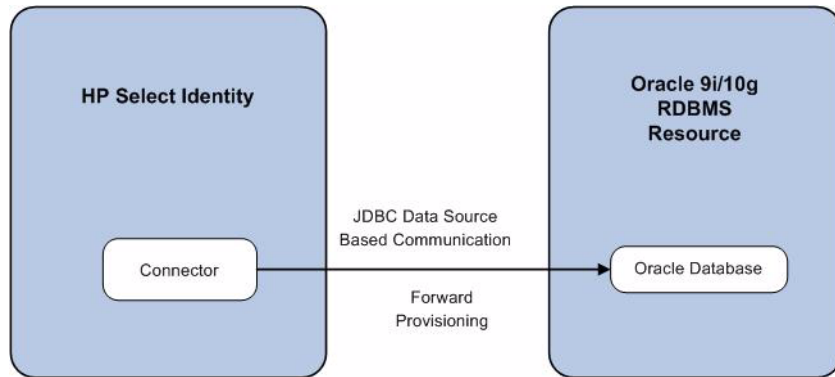 HP Select Identity
Oracle 9i/10g
RDBMS
Resource
JDBC Data Source
Based Communication
Connector
Oracle Database
Forward
Provisioning